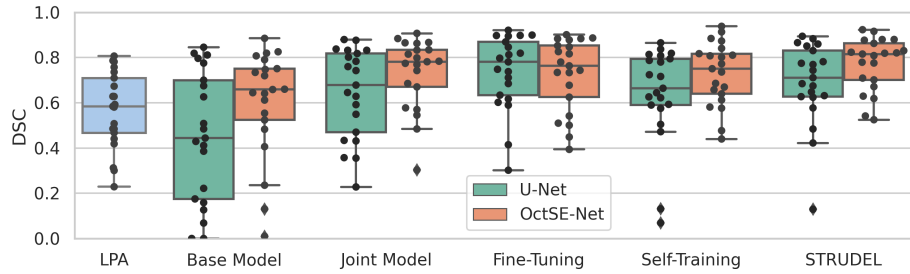 1.0
0.8
0.6
0.4
0.2
0.0
DSC
U-Net
OctSE-Net
LPA Base Model Joint Model Fine-Tuning Self-Training STRUDEL